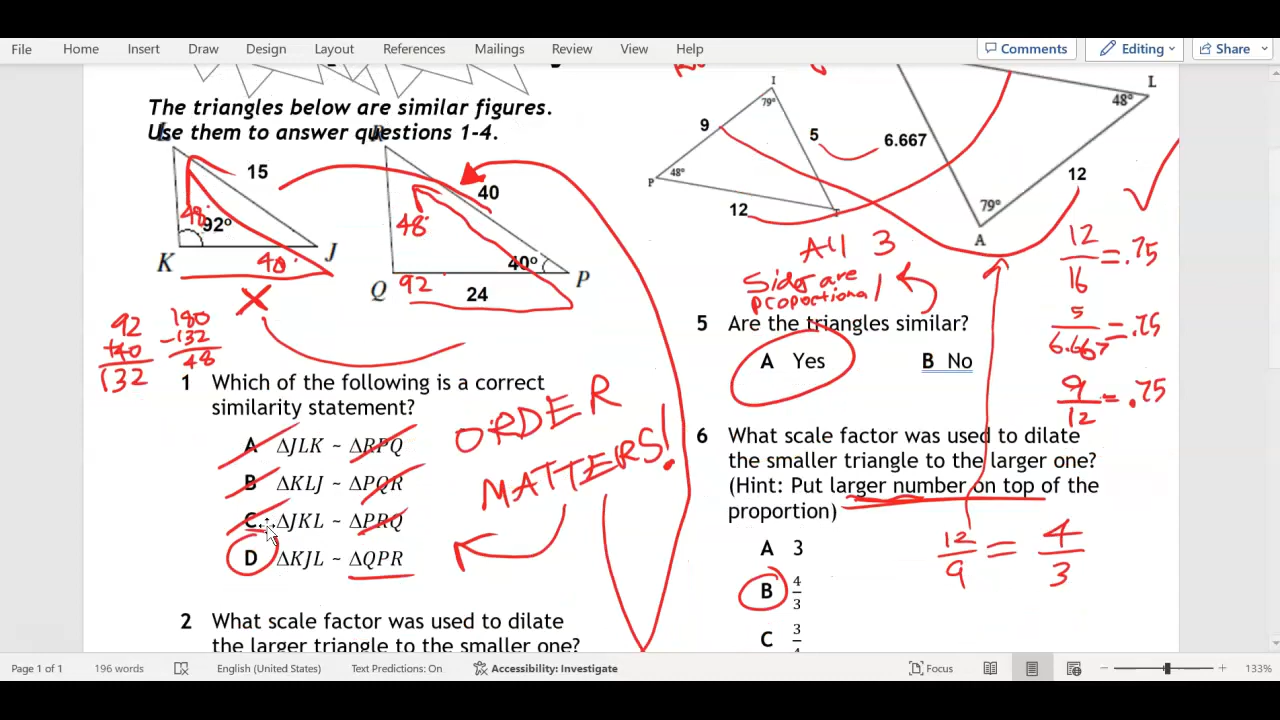 File Home Insert Draw Design Layout References Mailings Review View Help Comments Editing Share
The triangles below are similar figures.
Use them to answer questions 1-4.
15
48°
92°
K
40°
J
40
48°
40°
Q
92
24
P
92
+40
132
180
-132
48
1 Which of the following is a correct
similarity statement?
A ΔJLK ~ ΔRPQ
B ΔKLJ ~ ΔPQR
C ΔJKL ~ ΔPRQ
D ΔKJL ~ ΔQPR
ORDER
MATTERS!
2 What scale factor was used to dilate
the larger triangle to the smaller one?
I
79°
9
5
6.667
P
48°
12
L
48°
12
79°
A
All 3
Sides are
proportional
12/16 = .75
5/6.667 = .75
9/12 = .75
5 Are the triangles similar?
A Yes B No
6 What scale factor was used to dilate
the smaller triangle to the larger one?
(Hint: Put larger number on top of the
proportion)
A 3
B 4/3
C 3/4
12/9 = 4/3
Page 1 of 1 196 words English (United States) Text Predictions: On Accessibility: Investigate Focus 133%